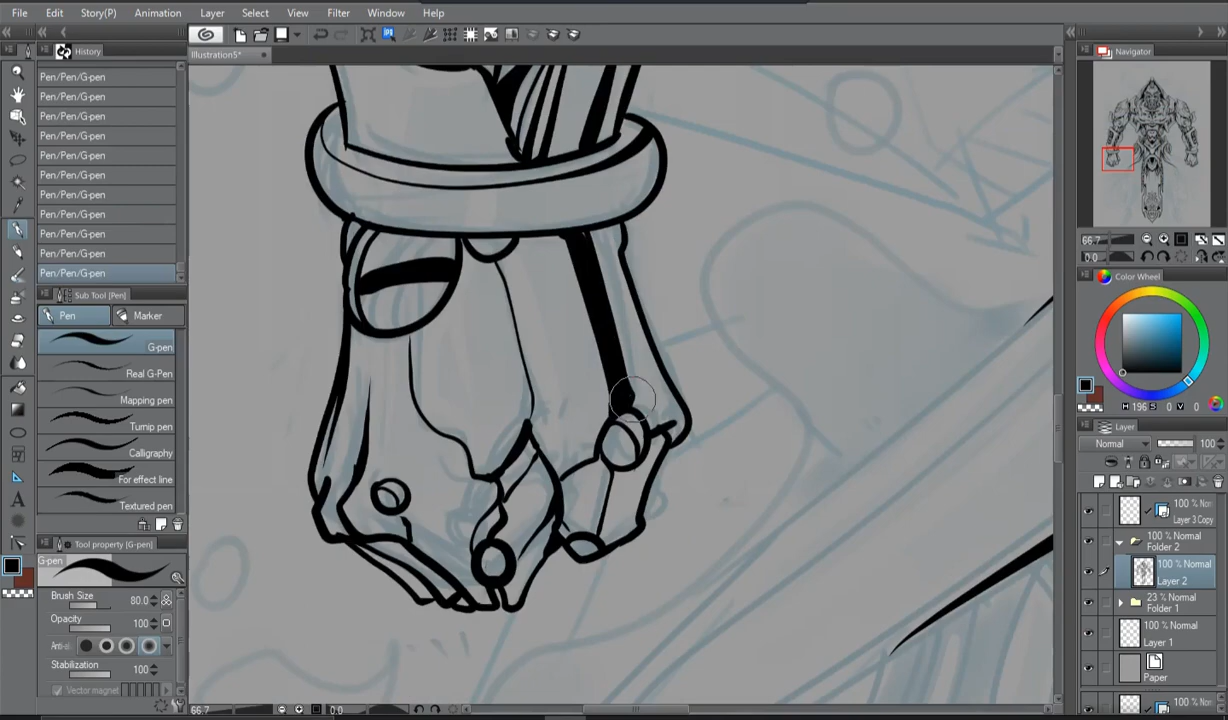 File Edit Story(P) Animation Layer Select View Filter Window Help
History
Illustration5*
Navigator
Pen/Pen/G-pen
Pen/Pen/G-pen
Pen/Pen/G-pen
Pen/Pen/G-pen
Pen/Pen/G-pen
Pen/Pen/G-pen
Pen/Pen/G-pen
Pen/Pen/G-pen
Pen/Pen/G-pen
Pen/Pen/G-pen
Pen/Pen/G-pen
Sub Tool [Pen]
Pen Marker
G-pen
Real G-Pen
Mapping pen
Turnip pen
Calligraphy
For effect line
Textured pen
Tool property [G-pen]
G-pen
Brush Size 80.0
Opacity 100
Anti-al
Stabilization 100
Vector magnet
66.7 0.0
66.7
0.0
Color Wheel
H 196 S 0 V 0
Layer
Normal 100
100 % Nor
Layer 3 Copy
100 % Normal
Folder 2
100 % Normal
Layer 2
23 % Normal
Folder 1
100 % Normal
Layer 1
Paper
100 % Nor